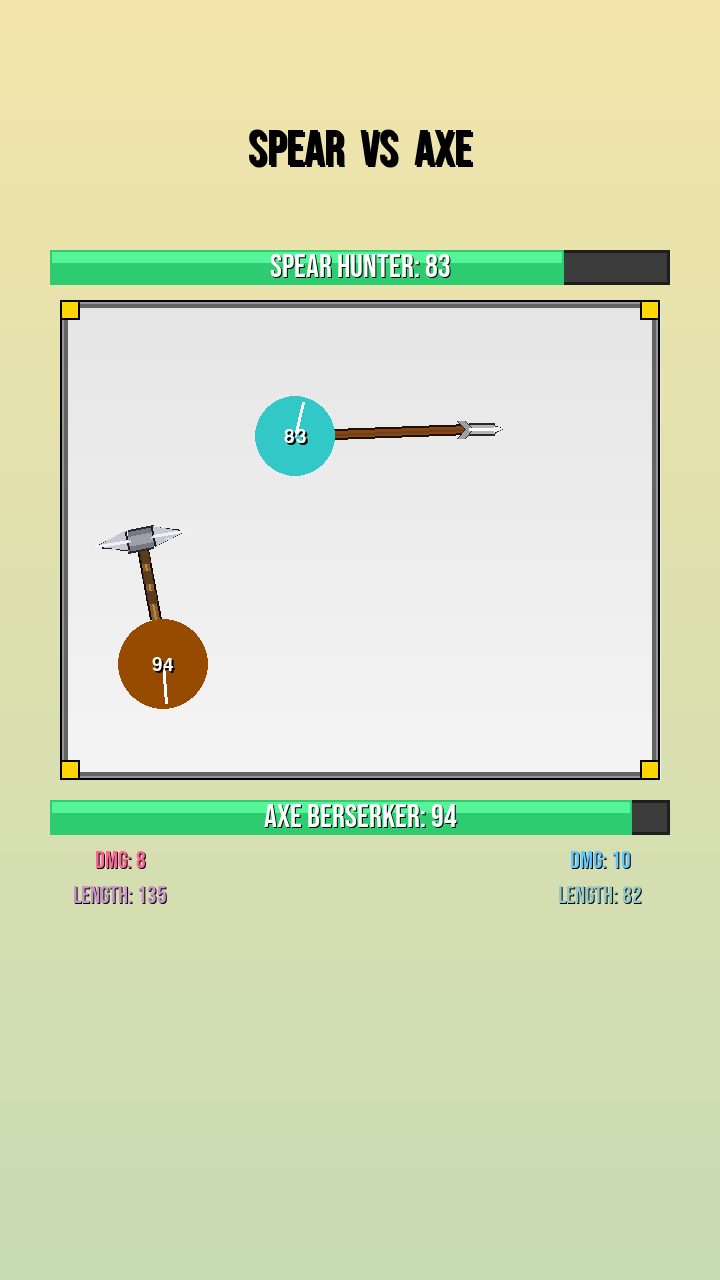 SPEAR VS AXE
SPEAR HUNTER: 83
83
94
AXE BERSERKER: 94
DMG: 8
DMG: 10
LENGTH: 135
LENGTH: 82